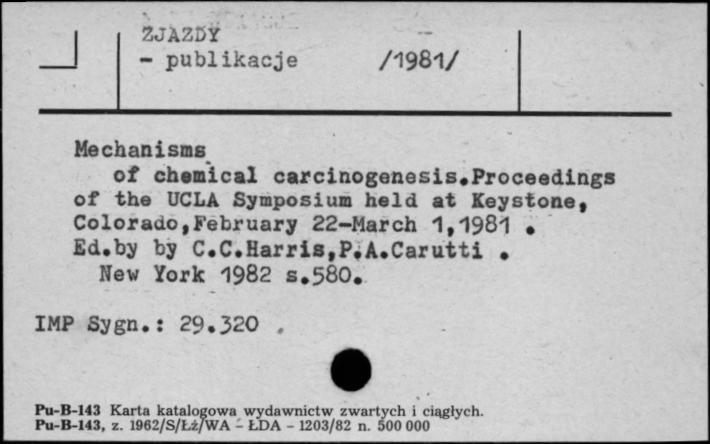 ZJAZDY
- publikacje /1981/
Mechanisms
of chemical carcinogenesis.Proceedings
of the UCLA Symposium held at Keystone,
Colorado,February 22-March 1,1981 .
Ed.by by C.C.Harris,P.A.Carutti .
New York 1982 s.580.
IMP Sygn.: 29.320
Pu-B-143 Karta katalogowa wydawnictw zwartych i ciągłych.
Pu-B-143, z. 1962/S/Łż/WA - ŁDA - 1203/82 n. 500 000